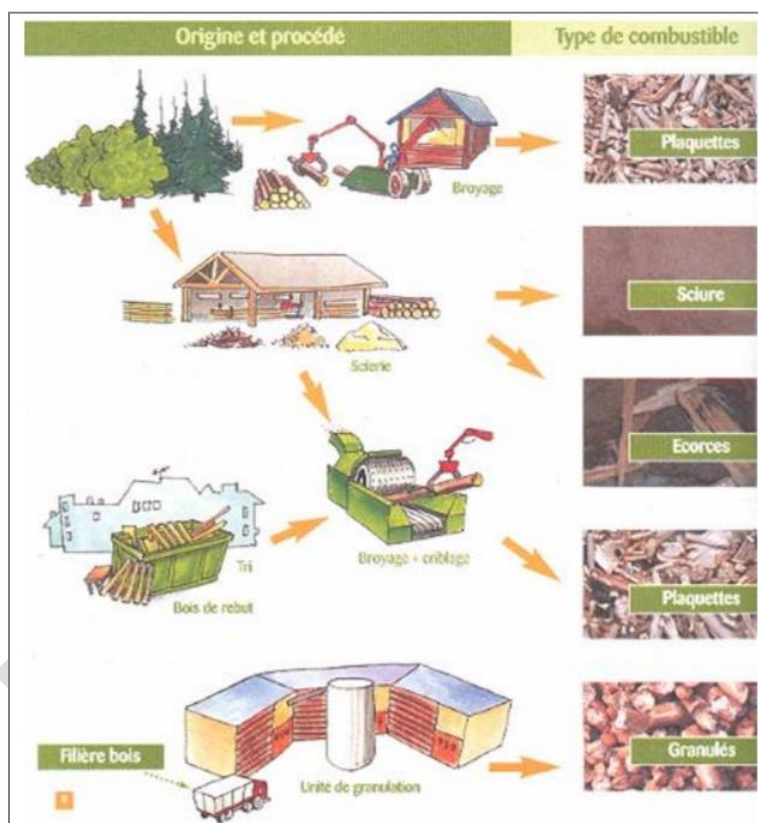 Origine et procédé
Type de combustible
Plaquettes
Broyage
Sciure
Scierie
Ecorces
Broyage + criblage
Tri
Bois de rebut
Plaquettes
Filière bois
Unité de granulation
Granulés